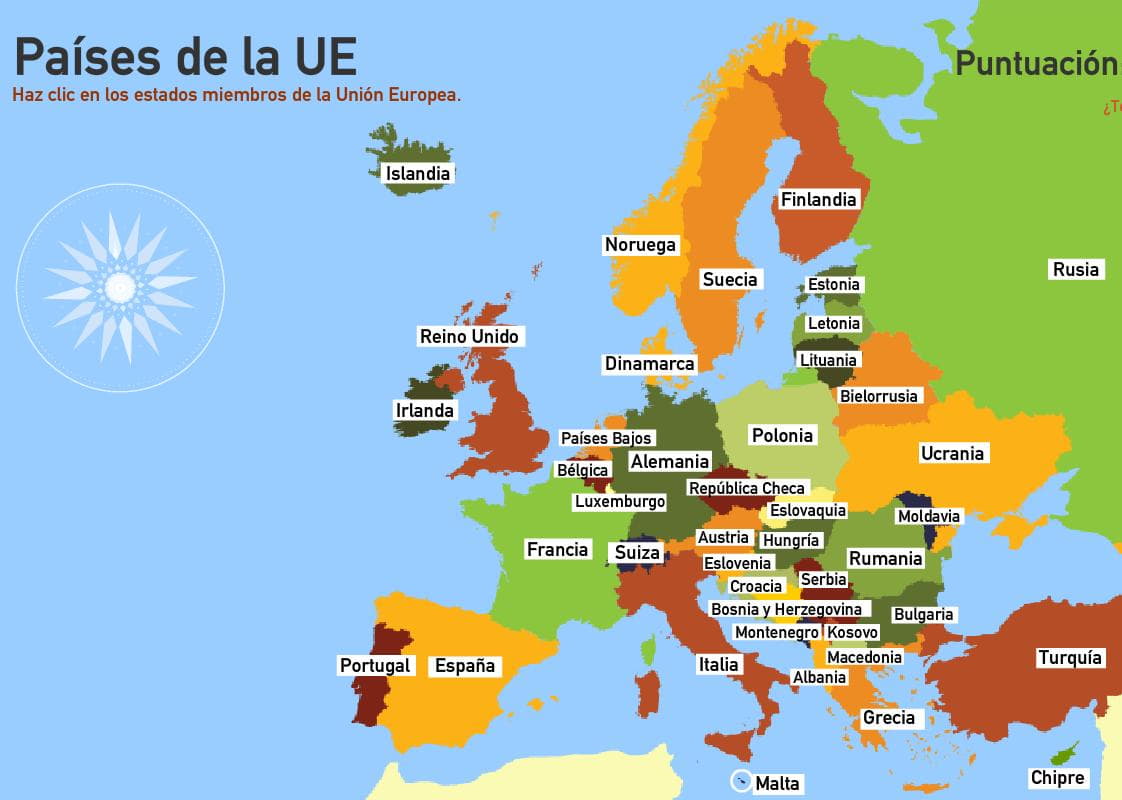 Países de la UE
Puntuación
Haz clic en los estados miembros de la Unión Europea.
Islandia
Finlandia
Noruega
Rusia
Suecia
Estonia
Letonia
Reino Unido
Lituania
Dinamarca
Bielorrusia
Irlanda
Países Bajos
Polonia
Ucrania
Alemania
Bélgica
República Checa
Luxemburgo
Eslovaquia
Moldavia
Austria
Hungría
Francia
Suiza
Rumania
Eslovenia
Serbia
Croacia
Bosnia y Herzegovina
Bulgaria
Montenegro
Kosovo
Macedonia
Turquía
Portugal
España
Italia
Albania
Grecia
Chipre
Malta